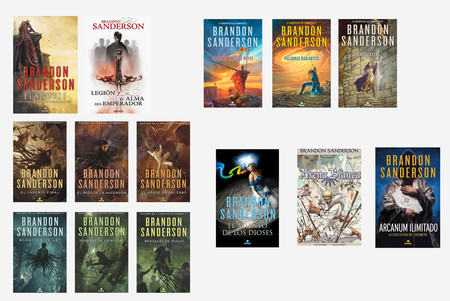 BRANDON
SANDERSON
ELANTRIS
BRANDON
SANDERSON
LEGIÓN
Y EL ALMA
DEL EMPERADOR
BRANDON
SANDERSON
BRANDON
SANDERSON
PALABRAS RADIANTES
BRANDON
SANDERSON
BRANDON
SANDERSON
EL IMPERIO FINAL
BRANDON
SANDERSON
EL POZO DE LA ASCENSIÓN
BRANDON
SANDERSON
EL HÉROE DE LAS ERAS
BRANDON
SANDERSON
ALEACIÓN DE LEY
BRANDON
SANDERSON
SOMBRAS DE IDENTIDAD
BRANDON
SANDERSON
BRAZALES DE DUELO
BRANDON
SANDERSON
EL ALIENTO
DE LOS DIOSES
BRANDON SANDERSON
Arena Blanca
BRANDON
SANDERSON
ARCANUM ILIMITADO